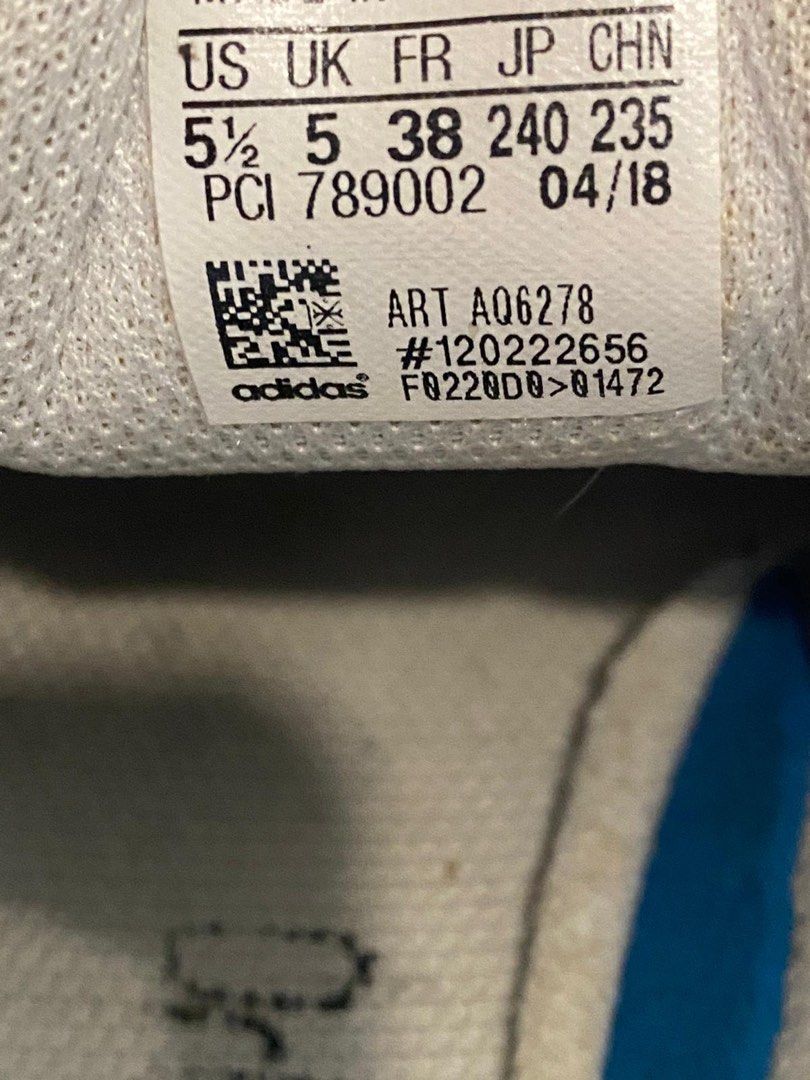 US UK FR JP CHN
5½ 5 38 240 235
PCI 789002 04/18
ART AQ6278
#120222656
adidas® F0220D0>01472